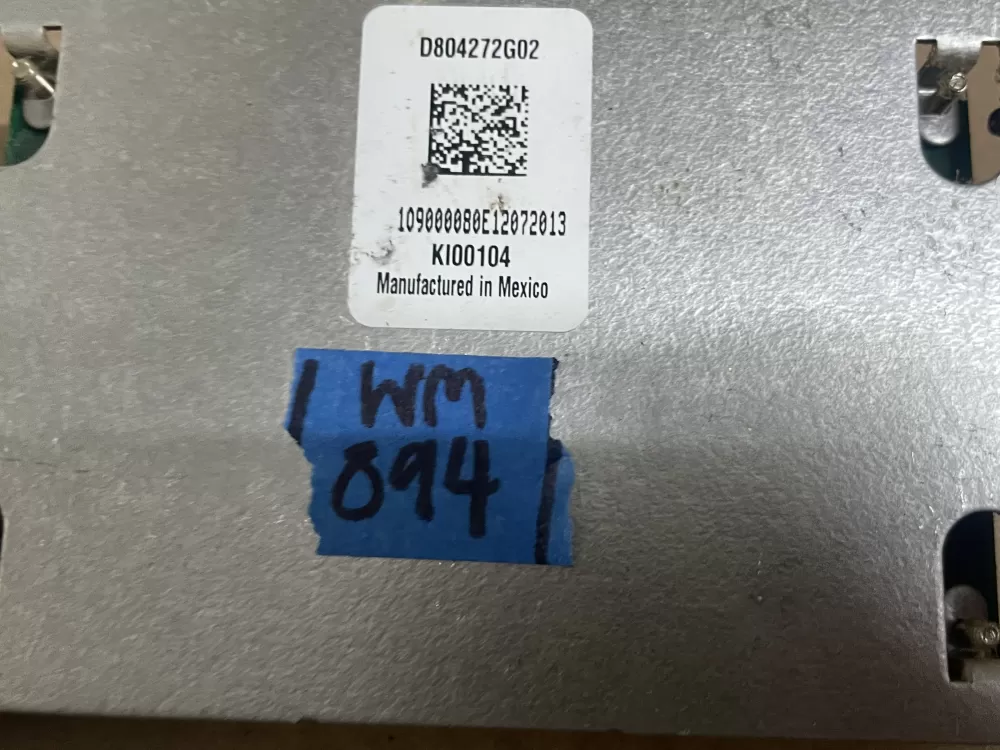 D804272G02
109000080E12072013
KI00104
Manufactured in Mexico
WM
894